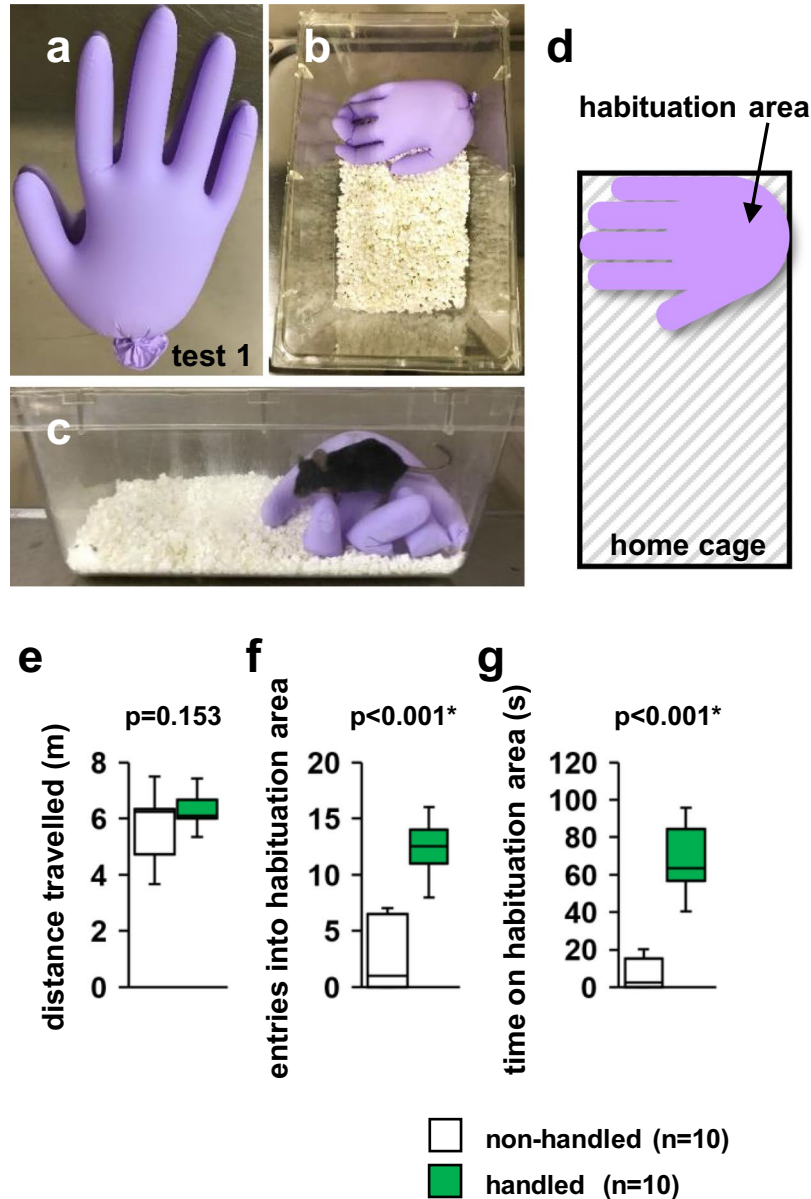 a
test 1
b
c
d
habituation area
home cage
e
distance travelled (m)
p=0.153
8
6
4
2
0
f
entries into habituation area
p<0.001*
20
15
10
5
0
g
time on habituation area (s)
p<0.001*
120
100
80
60
40
20
0
non-handled (n=10)
handled (n=10)